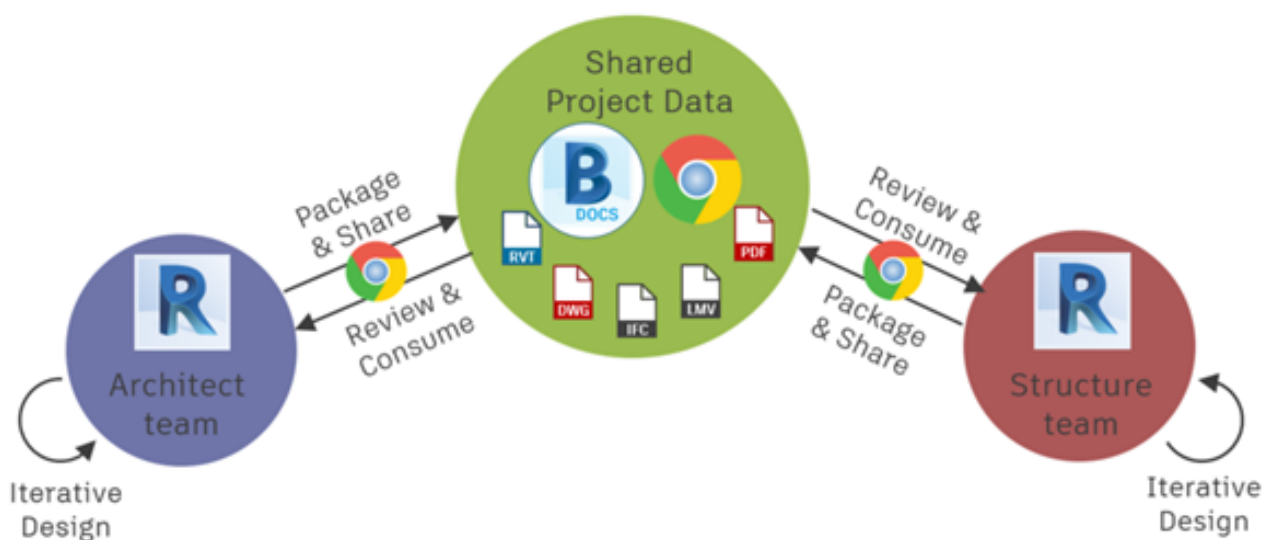 Shared
Project Data
B
DOCS
RVT
DWG
IFC
LMV
PDF
Package
& Share
Review &
Consume
Review &
Consume
Package
& Share
R
Architect
team
Iterative
Design
R
Structure
team
Iterative
Design